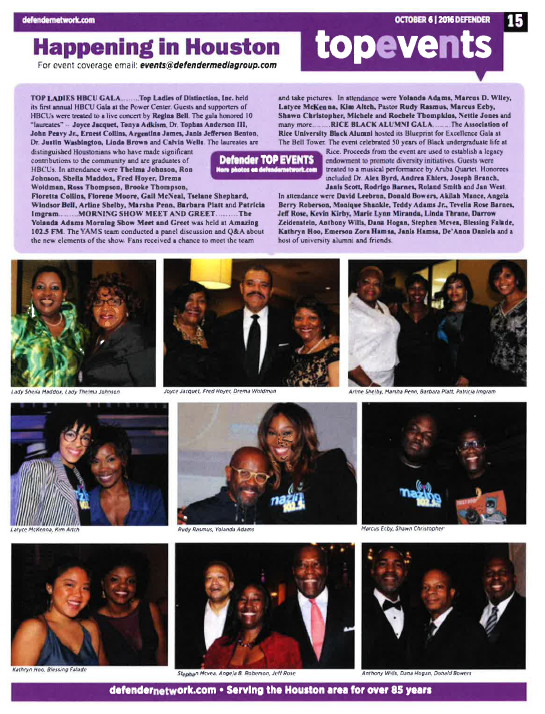 defendernetwork.com
OCTOBER 6 | 2016 DEFENDER 15
Happening in Houston
For event coverage email: events@defendermediagroup.com
topevents
TOP LADIES HBCU GALA........Top Ladies of Distinction, Inc. held
its first annual HBCU Gala at the Power Center. Guests and supporters of
HBCUs were treated to a live concert by Regina Bell. The gala honored 10
"laureates" – Joyce Jacquet, Tanya Adkism, Dr. Tophas Anderson III,
John Peavy Jr., Ernest Collins, Argentina James, Janis Jefferson Benton,
Dr. Justin Washington, Linda Brown and Calvin Wells. The laureates are
distinguished Houstonians who have made significant
contributions to the community and are graduates of
HBCUs. In attendance were Thelma Johnson, Ron
Johnson, Sheila Maddox, Fred Hoyer, Drema
Woldman, Ross Thompson, Brooke Thompson,
Floretta Collins, Florene Moore, Gail McNeal, Tselane Shephard,
Windsor Bell, Arline Shelby, Marsha Penn, Barbara Platt and Patricia
Imgram........MORNING SHOW MEET AND GREET..........The
Yolanda Adams Morning Show Meet and Greet was held at Amazing
102.5 FM. The YAMS team conducted a panel discussion and Q&A about
the new elements of the show. Fans received a chance to meet the team
Defender TOP EVENTS
More photos on defendernetwork.com
and take pictures. In attendance were Yolanda Adams, Marcus D. Wiley,
Latyce McKenna, Kim Aitch, Pastor Rudy Rasmus, Marcus Ecby,
Shawn Christopher, Michele and Rochele Thompkins, Nettie Jones and
many more........RICE BLACK ALUMNI GALA........The Association of
Rice University Black Alumni hosted its Blueprint for Excellence Gala at
The Bell Tower. The event celebrated 50 years of Black undergraduate life at
Rice. Proceeds from the event are used to establish a legacy
endowment to promote diversity initiatives. Guests were
treated to a musical performance by Aruba Quartet. Honorees
included Dr. Alex Byrd, Andrea Ehlers, Joseph Branch,
Janis Scott, Rodrigo Barnes, Roland Smith and Jan West.
In attendance were David Leebron, Donald Bowers, Akilah Mance, Angela
Berry Roberson, Monique Shankle, Teddy Adams Jr., Tevelia Rose Barnes,
Jeff Rose, Kevin Kirby, Marie Lynn Miranda, Linda Thrane, Darrow
Zeidenstein, Anthony Wills, Dana Hogan, Stephen Mcvea, Blessing Falade,
Kathryn Hoo, Emerson Zora Hamsa, Janis Hamsa, De'Anna Daniels and a
host of university alumni and friends.
Lady Sheila Maddox, Lady Thelma Johnson
Joyce Jacquet, Fred Hoyer, Drema Woldman
Arline Shelby, Marsha Penn, Barbara Platt, Patricia Imgram
Latyce McKenna, Kim Aitch
Rudy Rasmus, Yolanda Adams
Marcus Ecby, Shawn Christopher
Kathryn Hoo, Blessing Falade
Stephen Mcvea, Angela B. Roberson, Jeff Rose
Anthony Wills, Dana Hogan, Donald Bowers
defendernetwork.com • Serving the Houston area for over 85 years